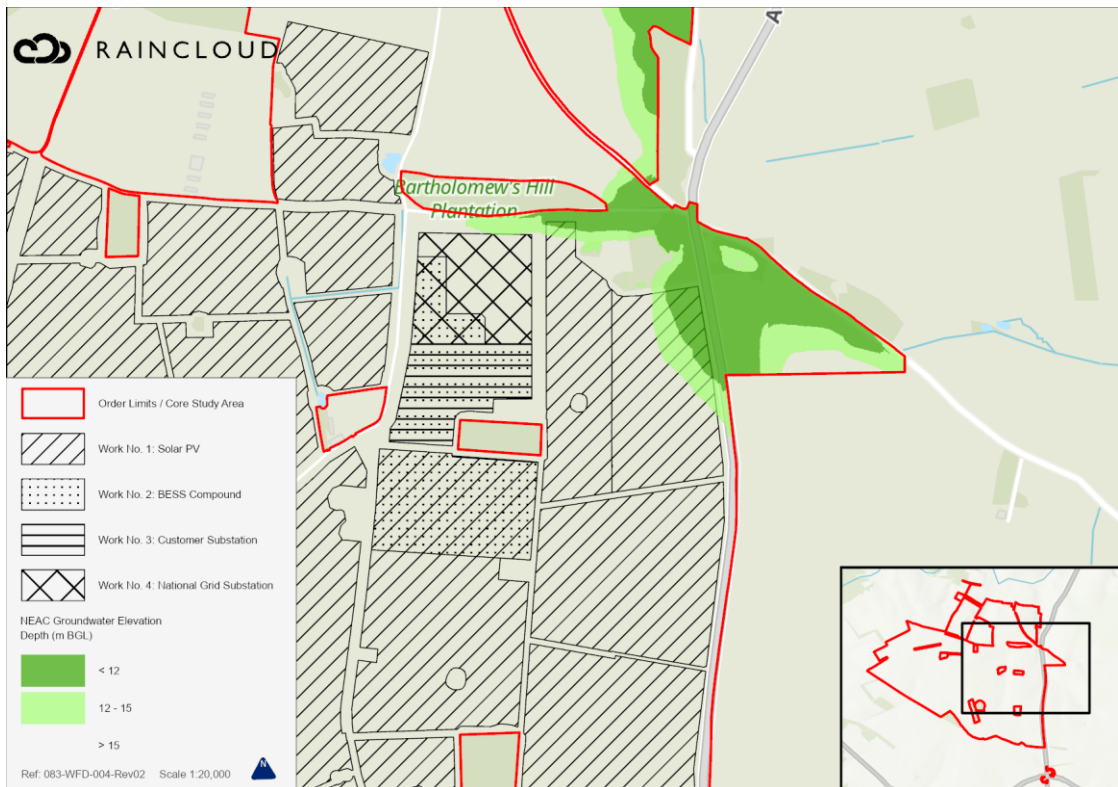 RAINCLOUD
A
Bartholomew's Hill
Plantation
Order Limits / Core Study Area
Work No. 1: Solar PV
Work No. 2: BESS Compound
Work No. 3: Customer Substation
Work No. 4: National Grid Substation
NEAC Groundwater Elevation
Depth (m BGL)
< 12
12 - 15
> 15
Ref: 083-WFD-004-Rev02 Scale 1:20,000
N